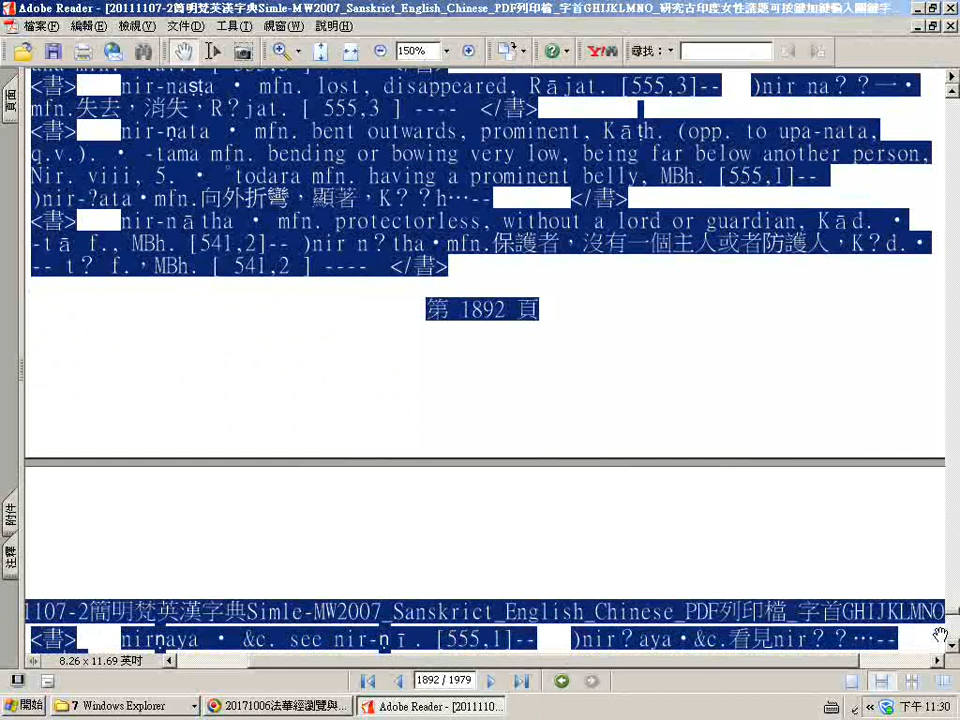 Adobe Reader - [20111107-2簡明梵英漢字典Simle-MW2007_Sanskrict_English_Chinese_PDF列印檔_字首GHIJKLMNO_研究古印度女性話題可按鍵加鍵輸入關鍵字...
檔案(F) 編輯(E) 檢視(V) 文件(D) 工具(T) 視窗(W) 說明(H)
150% 尋找：
頁面
<書> nir-naṣṭa • mfn. lost, disappeared, Rājat. [555,3]-- )nir na？？一•
mfn.失去，消失，R？jat. [ 555,3 ] ---- </書>
<書> nir-ṇata • mfn. bent outwards, prominent, Kāṭh. (opp. to upa-nata,
q.v.). • -tama mfn. bending or bowing very low, being far below another person,
Nir. viii, 5. • °todara mfn. having a prominent belly, MBh. [555,1]--
)nir-?ata•mfn.向外折彎，顯著，K？？h…-- </書>
<書> nir-nātha • mfn. protectorless, without a lord or guardian, Kād. •
-tā f., MBh. [541,2]-- )nir n？tha•mfn.保護者，沒有一個主人或者防護人，K？d.•
-- t？ f.，MBh. [ 541,2 ] ---- </書>
第 1892 頁
附件
注釋
1107-2簡明梵英漢字典Simle-MW2007_Sanskrict_English_Chinese_PDF列印檔_字首GHIJKLMNO
<書> nirṇaya • &c. see nir-ṇī. [555,1]-- )nir？aya•&c.看見nir？？…--
8.26 x 11.69 英吋
1892 / 1979
開始 7 Windows Explorer 20171006法華經瀏覽與... Adobe Reader - [2011110... 下午 11:30